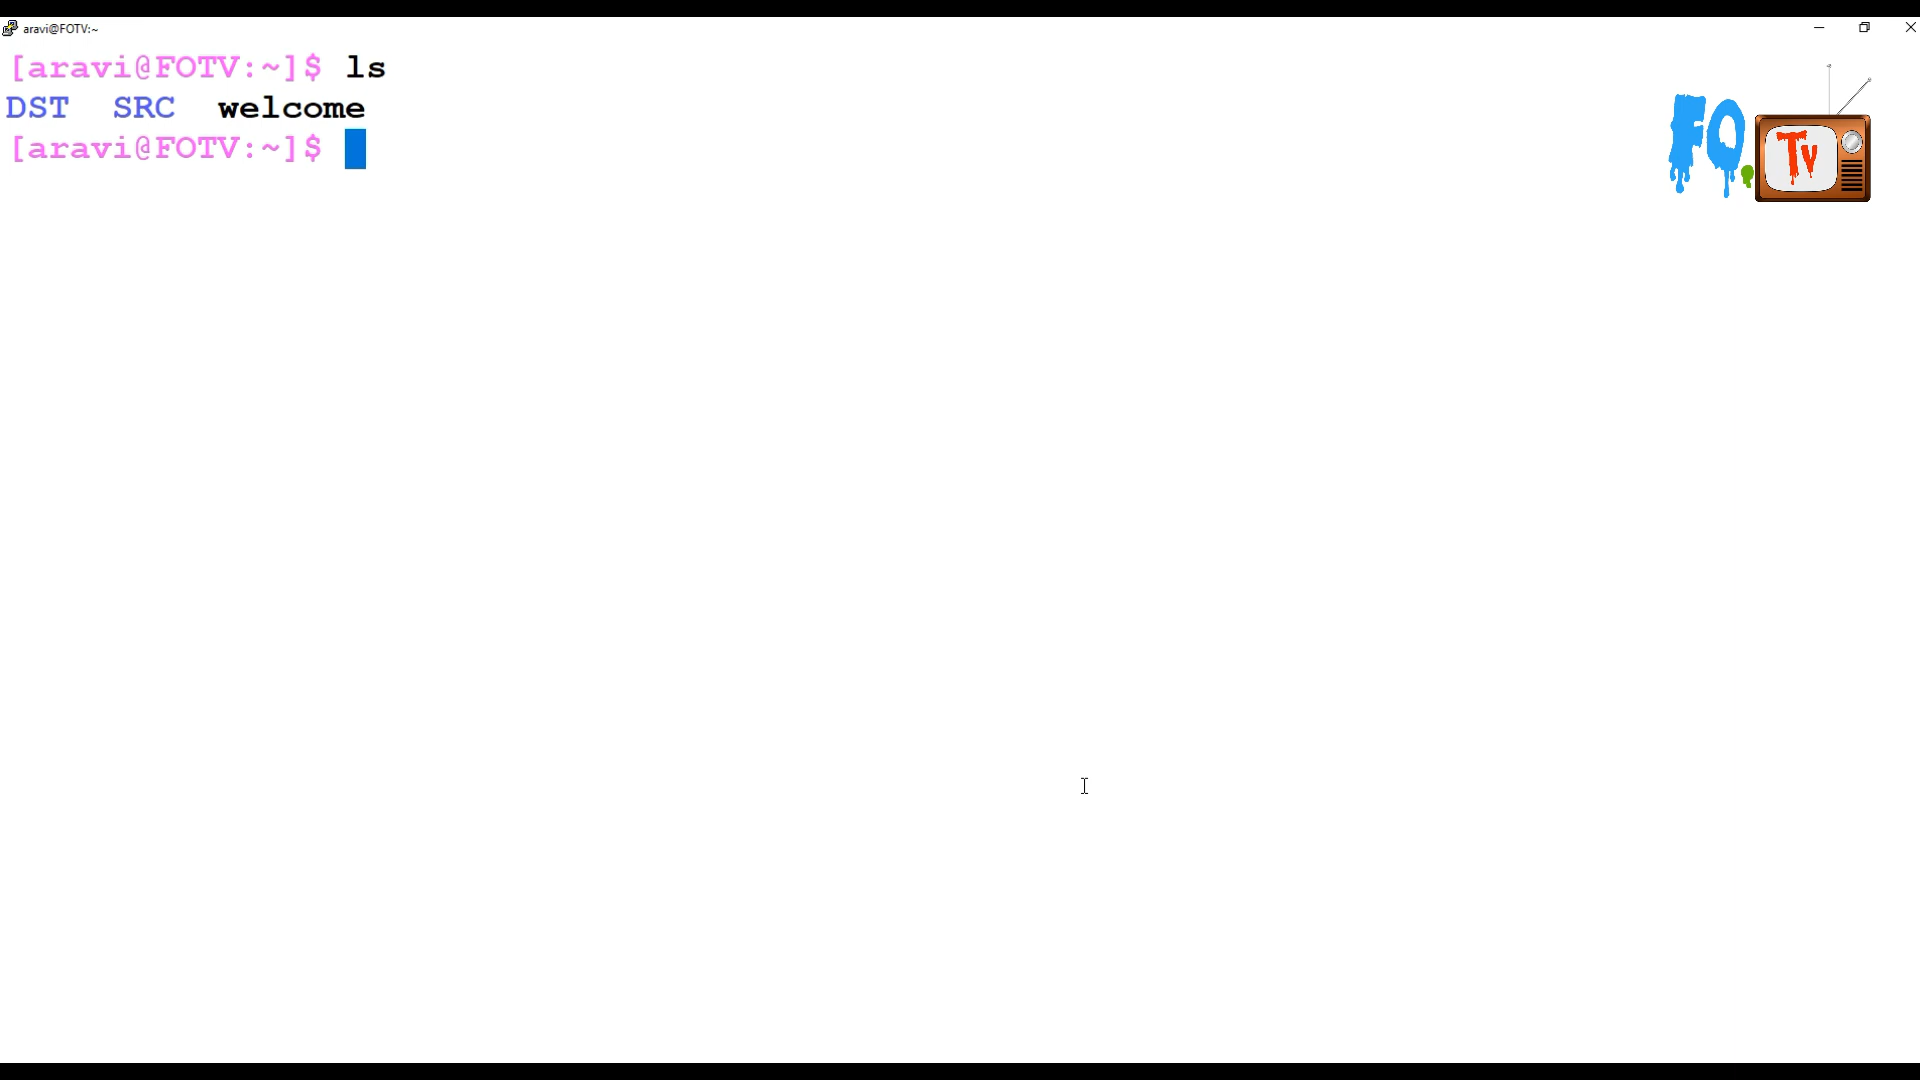 aravi@FOTV:~
[aravi@FOTV:~]$ ls
DST SRC welcome
[aravi@FOTV:~]$
FO.
TV